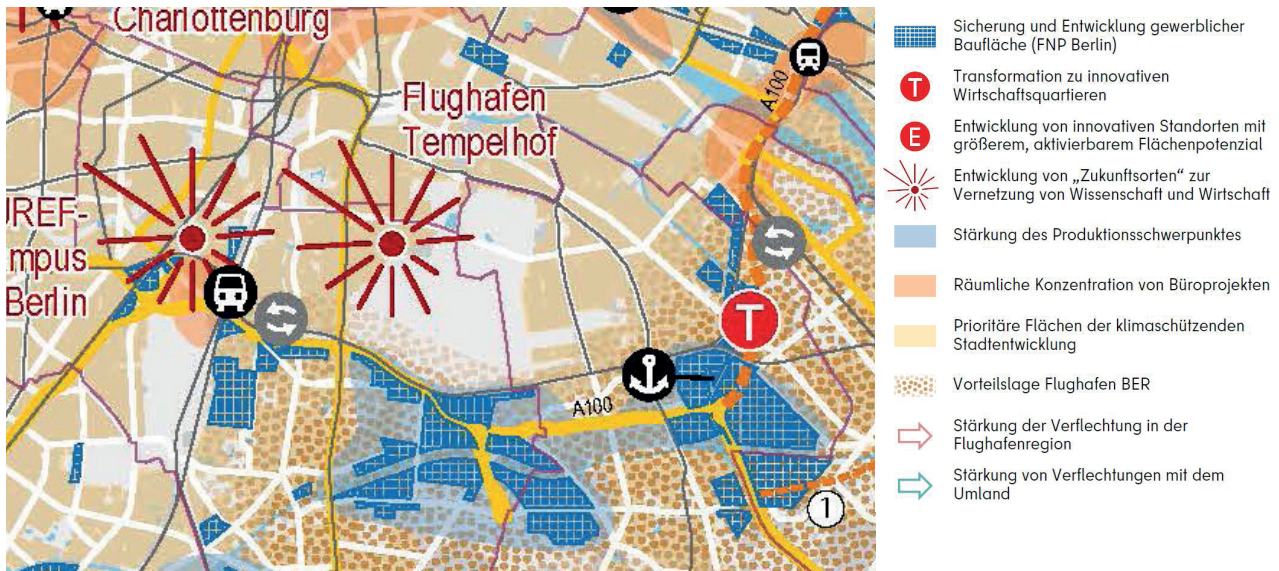 Charlottenburg
Flughafen
Tempelhof
A100
UREF-
mpus
Berlin
T
A100
1
Sicherung und Entwicklung gewerblicher
Baufläche (FNP Berlin)
T
Transformation zu innovativen
Wirtschaftsquartieren
E
Entwicklung von innovativen Standorten mit
größerem, aktivierbarem Flächenpotenzial
Entwicklung von „Zukunftsorten“ zur
Vernetzung von Wissenschaft und Wirtschaft
Stärkung des Produktionsschwerpunktes
Räumliche Konzentration von Büroprojekten
Prioritäre Flächen der klimaschützenden
Stadtentwicklung
Vorteilslage Flughafen BER
Stärkung der Verflechtung in der
Flughafenregion
Stärkung von Verflechtungen mit dem
Umland